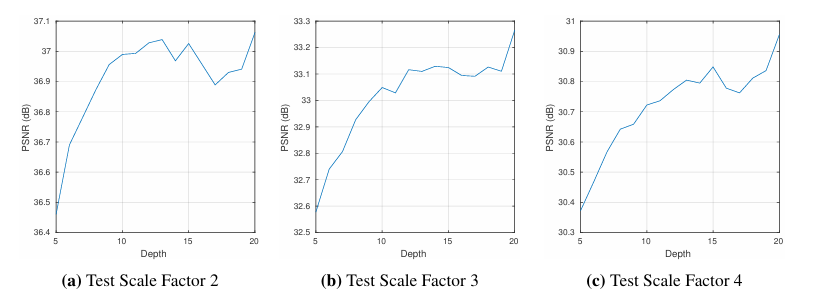 37.1
37
36.9
36.8
36.7
36.6
36.5
36.4
PSNR (dB)
5 10 15 20
Depth
(a) Test Scale Factor 2
33.3
33.2
33.1
33
32.9
32.8
32.7
32.6
32.5
PSNR (dB)
5 10 15 20
Depth
(b) Test Scale Factor 3
31
30.9
30.8
30.7
30.6
30.5
30.4
30.3
PSNR (dB)
5 10 15 20
Depth
(c) Test Scale Factor 4